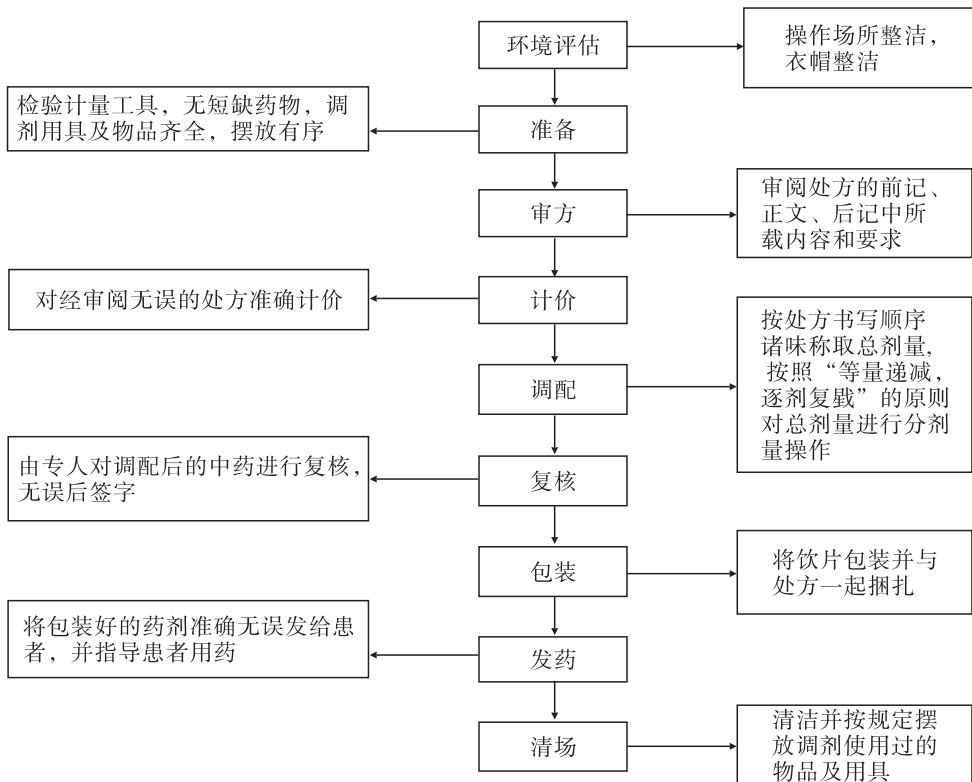 环境评估
操作场所整洁，
衣帽整洁
检验计量工具，无短缺药物，调
剂用具及物品齐全，摆放有序
准备
审方
审阅处方的前记、
正文、后记中所
载内容和要求
对经审阅无误的处方准确计价
计价
按处方书写顺序
诸味称取总剂量，
按照“等量递减，
逐剂复戥”的原则
对总剂量进行分剂
量操作
调配
由专人对调配后的中药进行复核，
无误后签字
复核
包装
将饮片包装并与
处方一起捆扎
将包装好的药剂准确无误发给患
者，并指导患者用药
发药
清场
清洁并按规定摆
放调剂使用过的
物品及用具